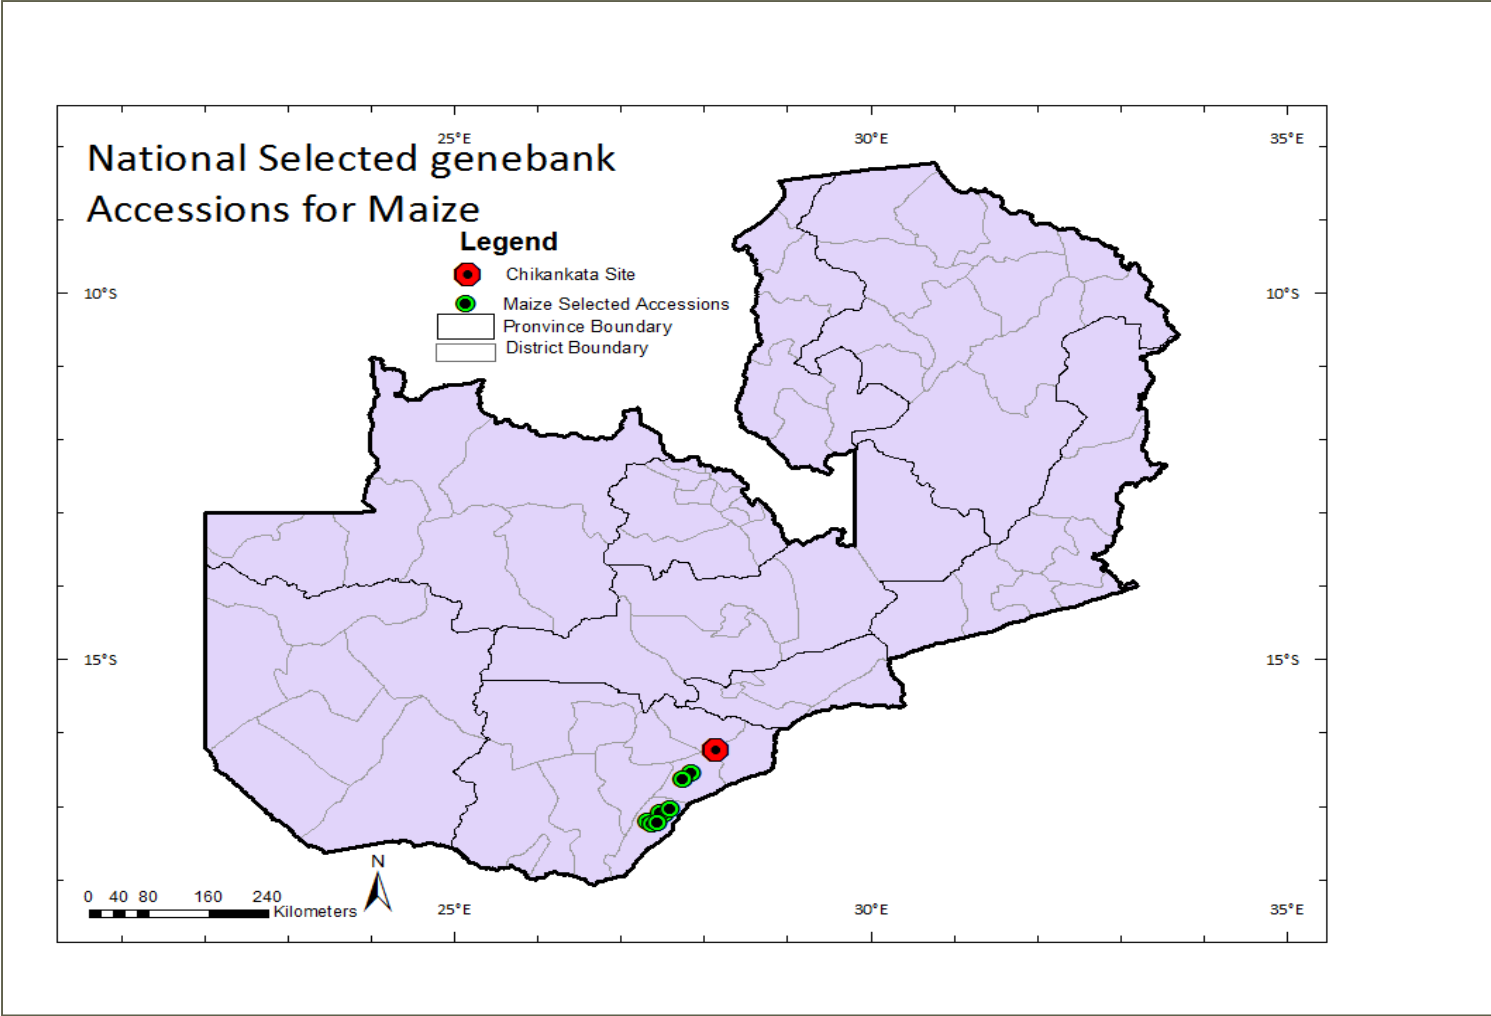 National Selected genebank
Accessions for Maize
25°E 30°E 35°E
Legend
Chikankata Site
Maize Selected Accessions
Pronvince Boundary
District Boundary
10°S 10°S
15°S 15°S
N
0 40 80 160 240
Kilometers
25°E 30°E 35°E